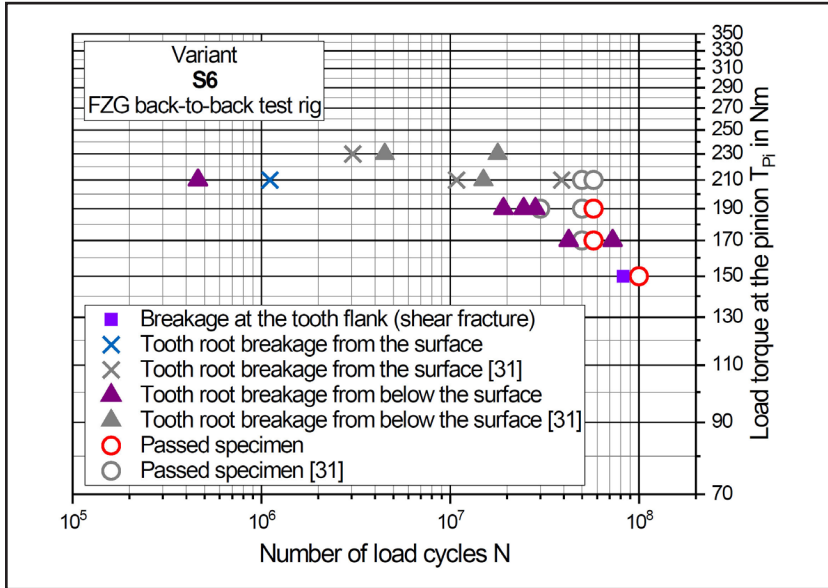 Variant
S6
FZG back-to-back test rig
350
330
310
290
270
250
230
210
190
170
150
130
110
90
70
Load torque at the pinion T_Pi in Nm
Breakage at the tooth flank (shear fracture)
Tooth root breakage from the surface
Tooth root breakage from the surface [31]
Tooth root breakage from below the surface
Tooth root breakage from below the surface [31]
Passed specimen
Passed specimen [31]
10^5 10^6 10^7 10^8
Number of load cycles N